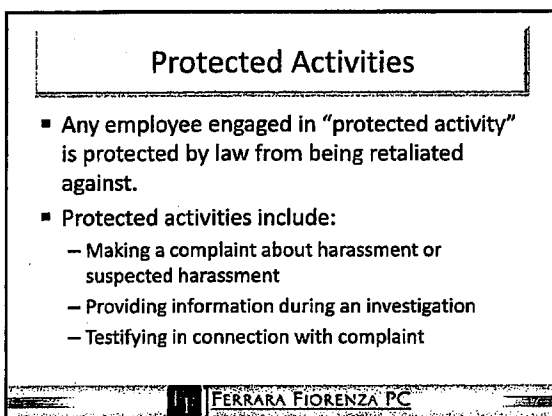 Protected Activities
▪ Any employee engaged in “protected activity”
is protected by law from being retaliated
against.
▪ Protected activities include:
– Making a complaint about harassment or
suspected harassment
– Providing information during an investigation
– Testifying in connection with complaint
FERRARA FIORENZA PC